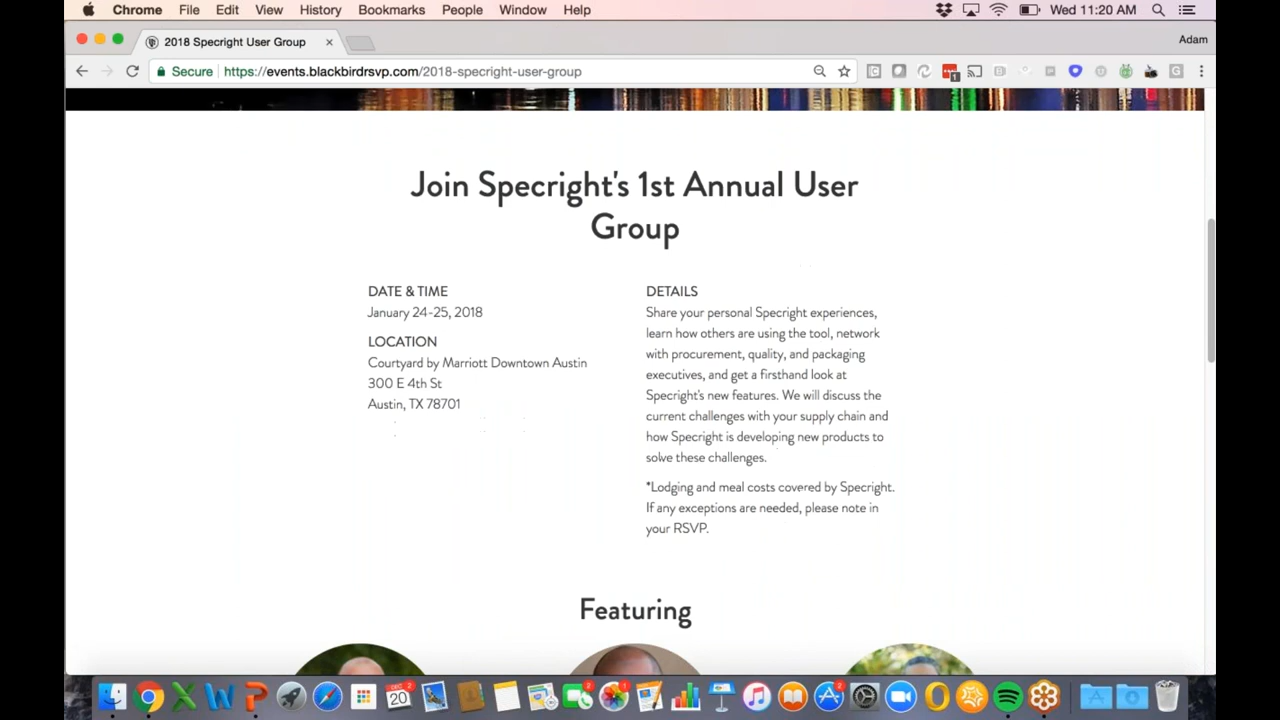 Chrome File Edit View History Bookmarks People Window Help Wed 11:20 AM
2018 Specright User Group Adam
Secure https://events.blackbirdrsvp.com/2018-specright-user-group
Join Specright's 1st Annual User
Group
DATE & TIME
January 24-25, 2018
LOCATION
Courtyard by Marriott Downtown Austin
300 E 4th St
Austin, TX 78701
DETAILS
Share your personal Specright experiences,
learn how others are using the tool, network
with procurement, quality, and packaging
executives, and get a firsthand look at
Specright's new features. We will discuss the
current challenges with your supply chain and
how Specright is developing new products to
solve these challenges.
*Lodging and meal costs covered by Specright.
If any exceptions are needed, please note in
your RSVP.
Featuring
DEC
20